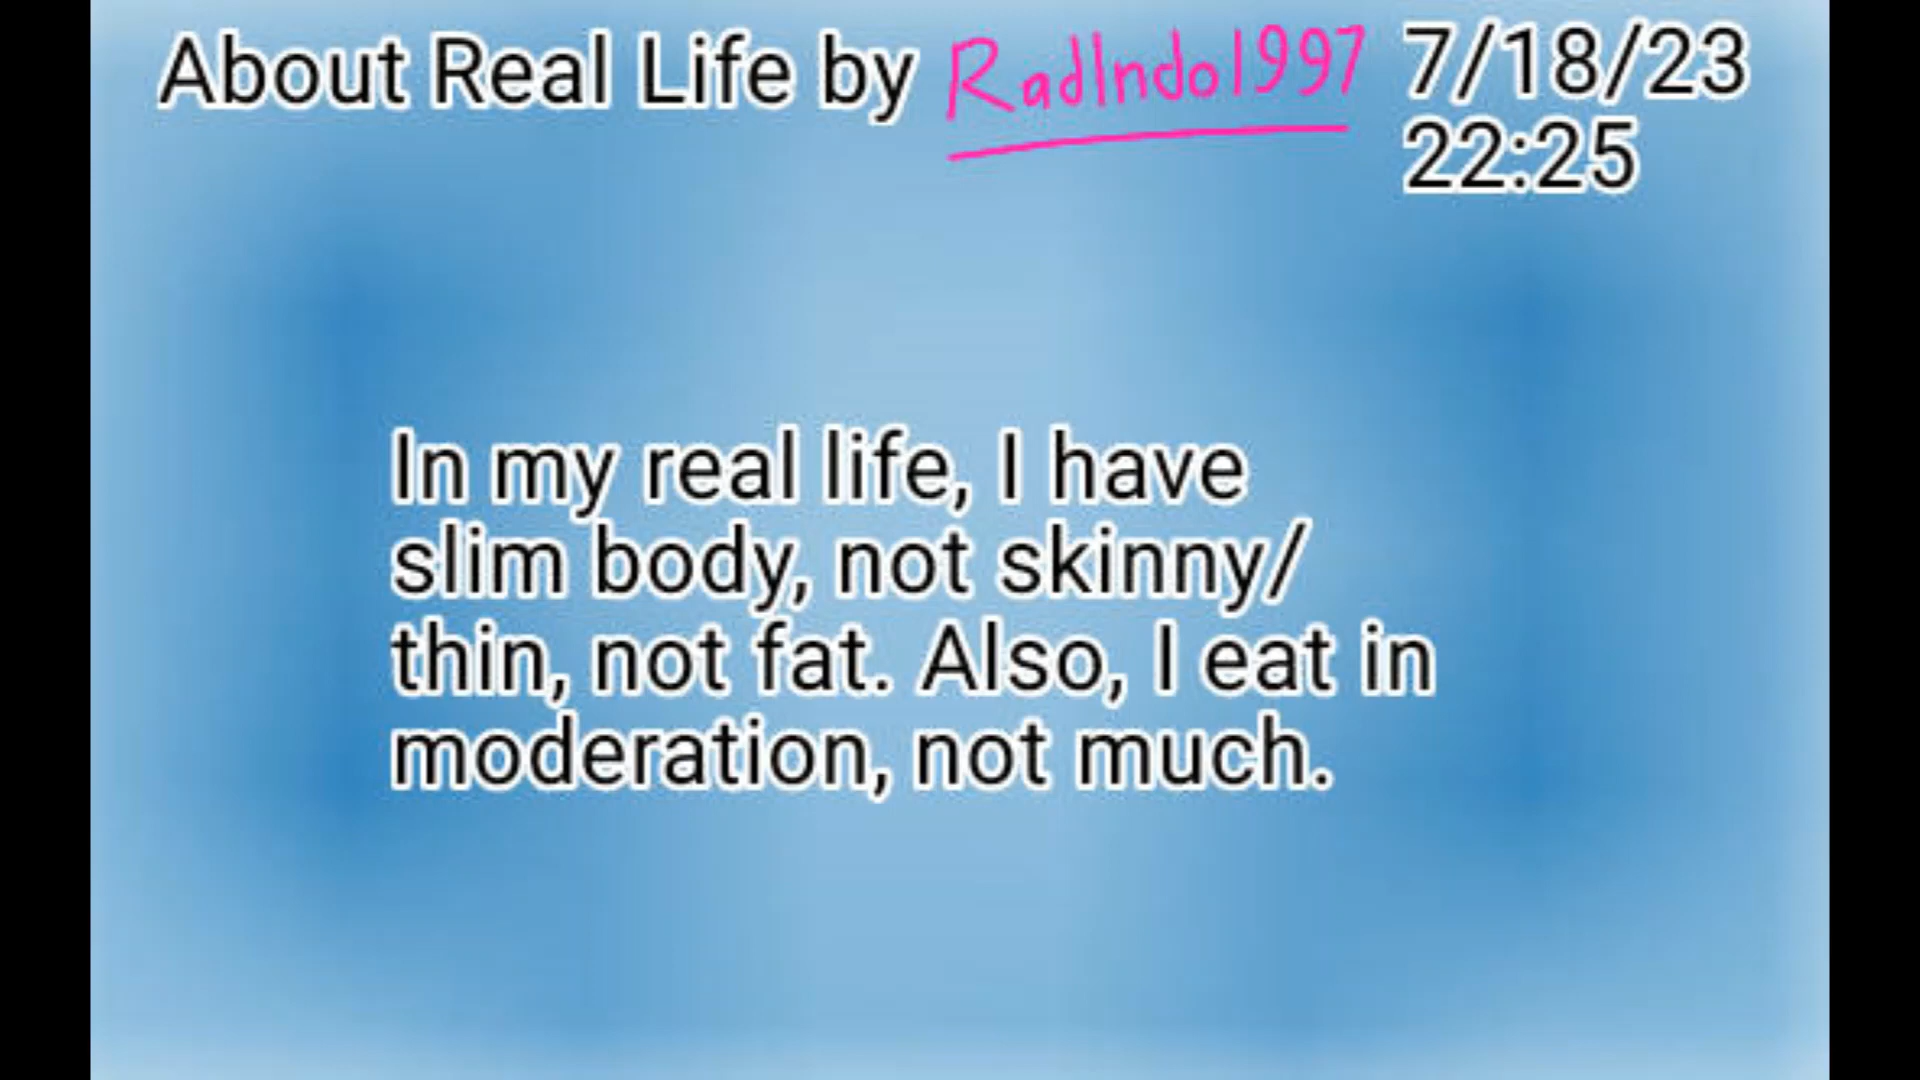 About Real Life by RadIndo1997 7/18/23
22:25
In my real life, I have
slim body, not skinny/
thin, not fat. Also, I eat in
moderation, not much.